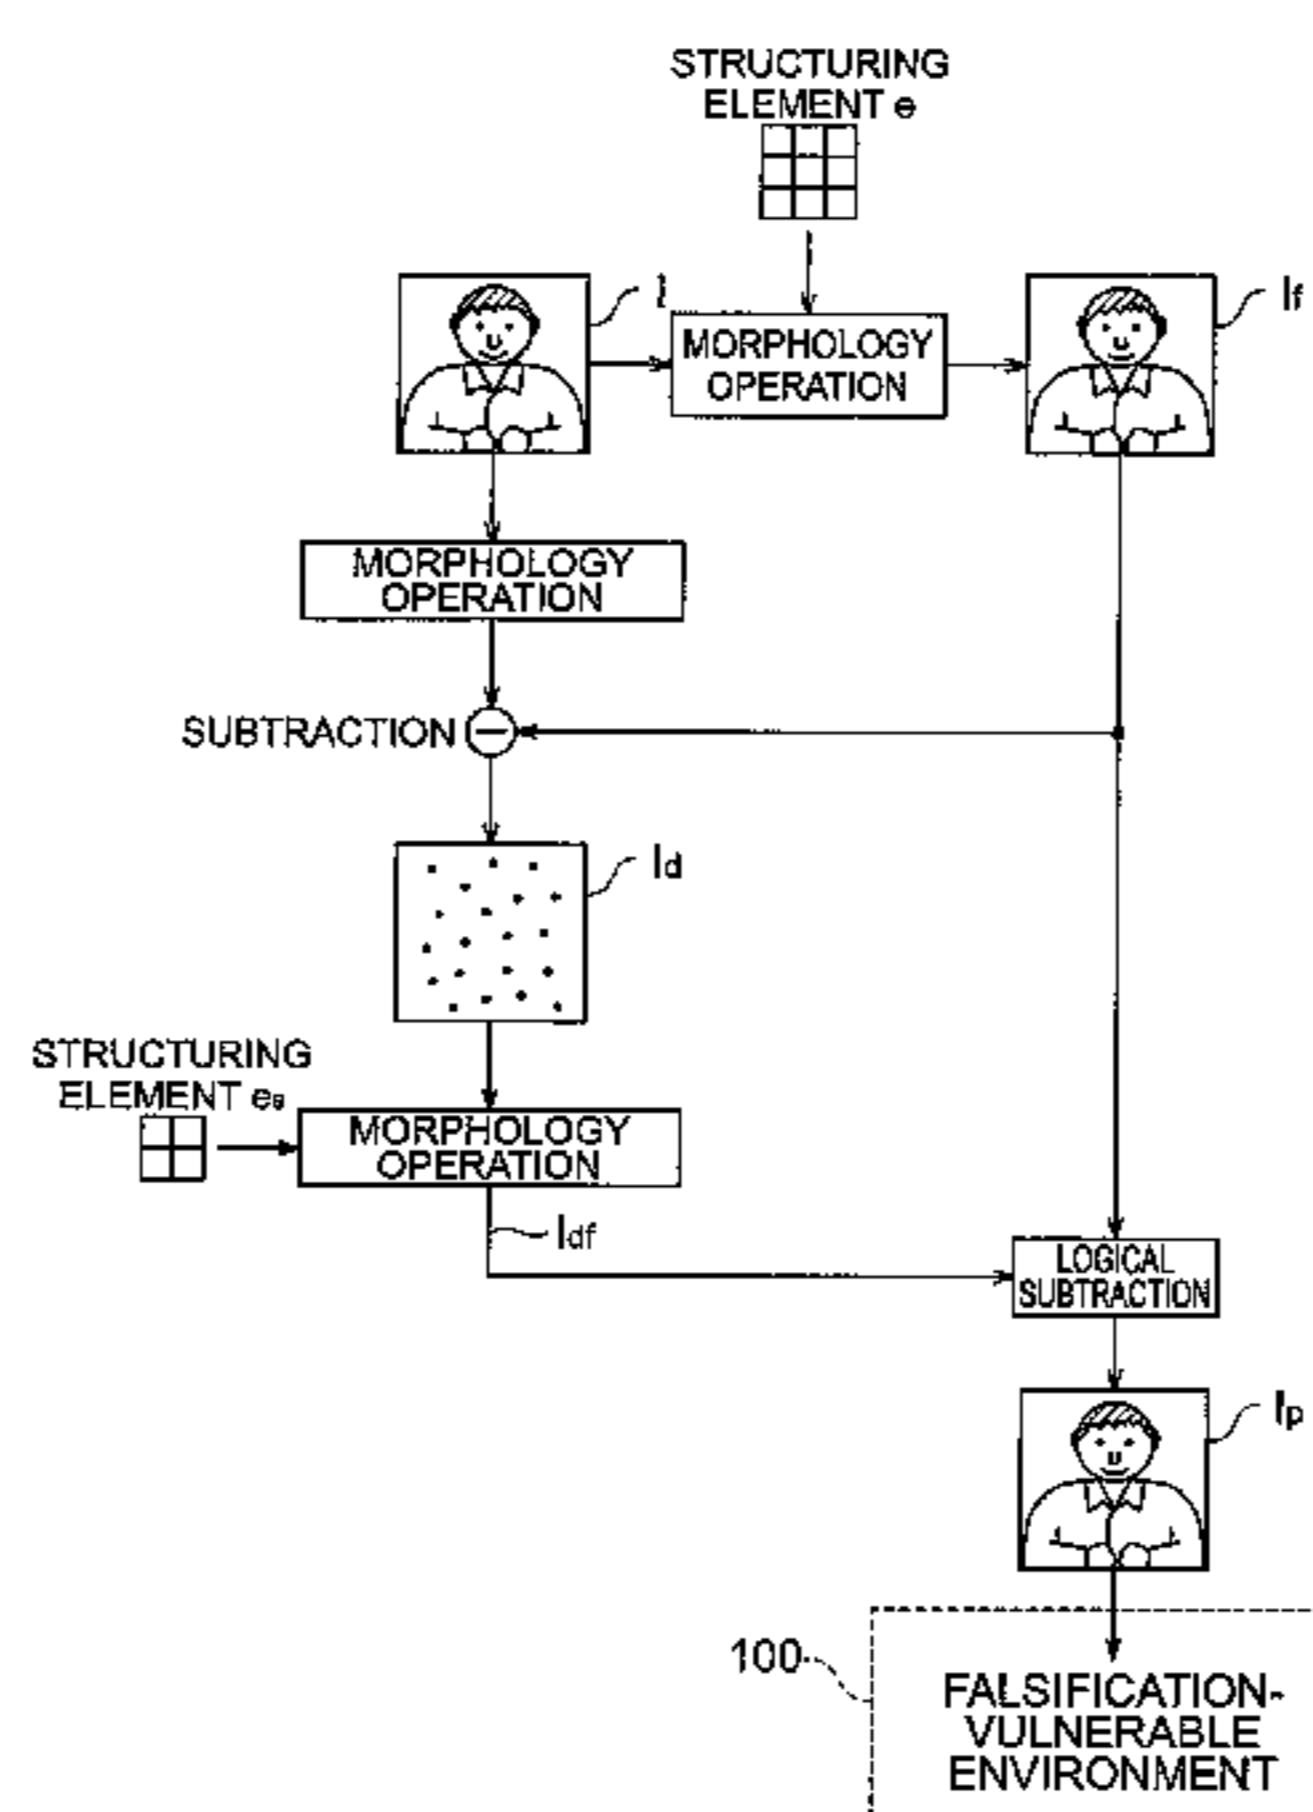 STRUCTURING
ELEMENT e
I
MORPHOLOGY
OPERATION
If
MORPHOLOGY
OPERATION
SUBTRACTION
Id
STRUCTURING
ELEMENT es
MORPHOLOGY
OPERATION
Idf
LOGICAL
SUBTRACTION
Ip
100
FALSIFICATION-
VULNERABLE
ENVIRONMENT